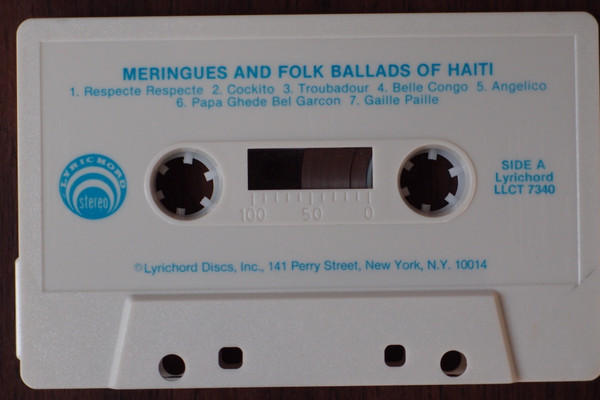 MERINGUES AND FOLK BALLADS OF HAITI
1. Respecte Respecte 2. Cockito 3. Troubadour 4. Belle Congo 5. Angelico
6. Papa Ghede Bel Garcon 7. Gaille Paille
LYRICHORD
stereo
100 50 0
SIDE A
Lyrichord
LLCT 7340
©Lyrichord Discs, Inc., 141 Perry Street, New York, N.Y. 10014